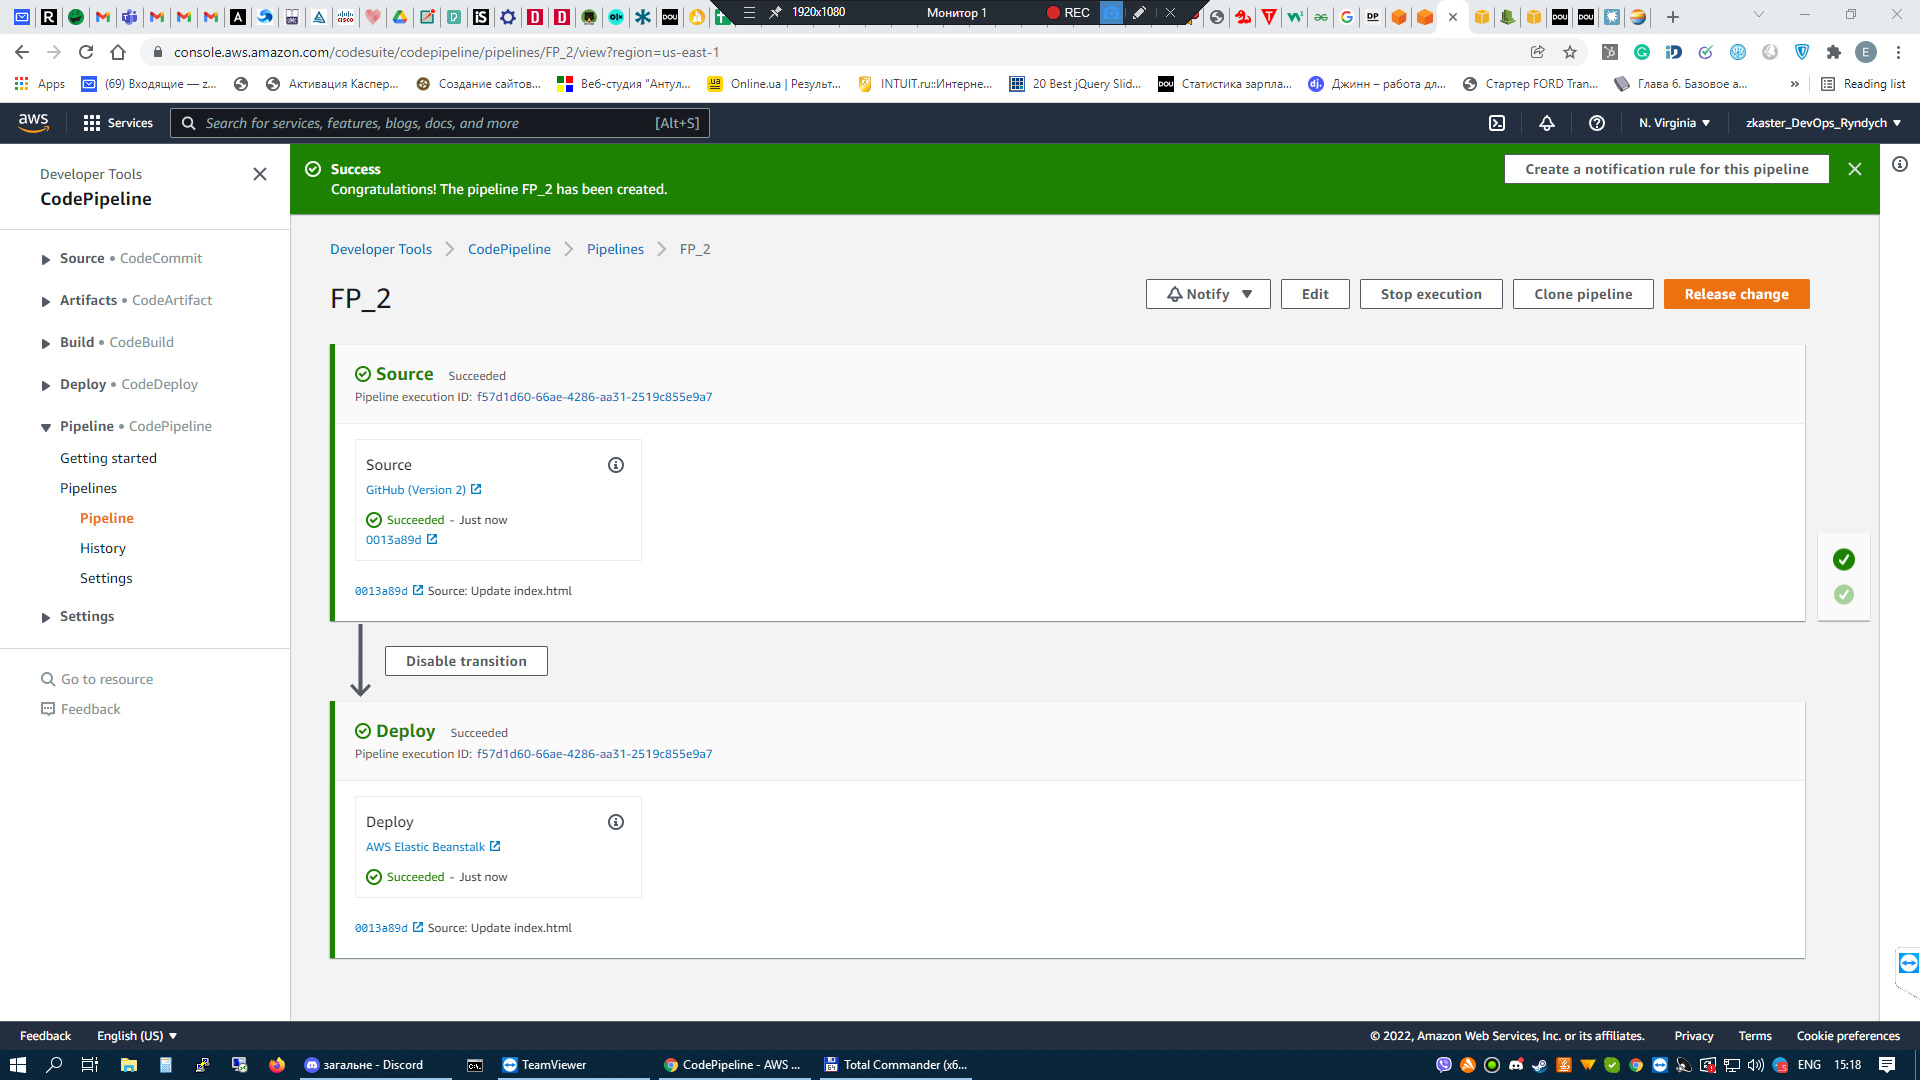 1920x1080
Монитор 1
REC
console.aws.amazon.com/codesuite/codepipeline/pipelines/FP_2/view?region=us-east-1
E
Apps
(69) Входящие — z...
Активация Каспер...
Создание сайтов...
Веб-студия "Антул...
Online.ua | Результ...
INTUIT.ru::Интерне...
20 Best jQuery Slid...
Статистика зарпла...
Джинн – работа дл...
Стартер FORD Tran...
Глава 6. Базовое а...
»
Reading list
aws
Services
Search for services, features, blogs, docs, and more
[Alt+S]
N. Virginia
zkaster_DevOps_Ryndych
Developer Tools
CodePipeline
Source • CodeCommit
Artifacts • CodeArtifact
Build • CodeBuild
Deploy • CodeDeploy
Pipeline • CodePipeline
Getting started
Pipelines
Pipeline
History
Settings
Settings
Go to resource
Feedback
Success
Congratulations! The pipeline FP_2 has been created.
Create a notification rule for this pipeline
Developer Tools
CodePipeline
Pipelines
FP_2
FP_2
Notify
Edit
Stop execution
Clone pipeline
Release change
Source Succeeded
Pipeline execution ID: f57d1d60-66ae-4286-aa31-2519c855e9a7
Source
GitHub (Version 2)
Succeeded - Just now
0013a89d
0013a89d Source: Update index.html
Disable transition
Deploy Succeeded
Pipeline execution ID: f57d1d60-66ae-4286-aa31-2519c855e9a7
Deploy
AWS Elastic Beanstalk
Succeeded - Just now
0013a89d Source: Update index.html
Feedback
English (US)
© 2022, Amazon Web Services, Inc. or its affiliates.
Privacy
Terms
Cookie preferences
загальне - Discord
TeamViewer
CodePipeline - AWS ...
Total Commander (x6...
ENG
15:18